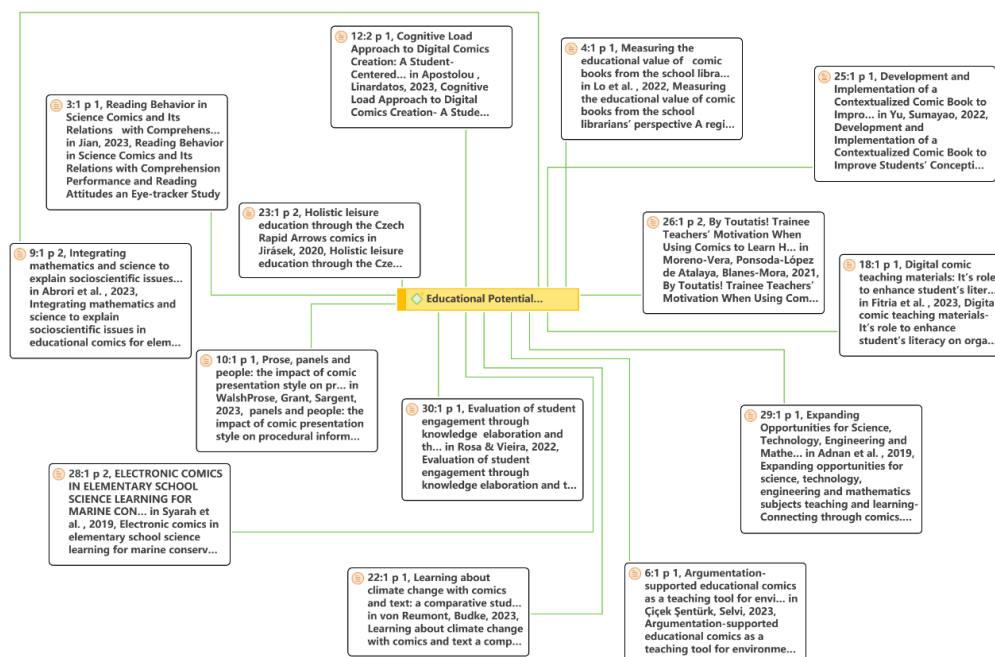 12:2 p 1, Cognitive Load
Approach to Digital Comics
Creation: A Student-
Centered... in Apostolou ,
Linardatos, 2023, Cognitive
Load Approach to Digital
Comics Creation- A Stude...
4:1 p 1, Measuring the
educational value of comic
books from the school libra...
in Lo et al. , 2022, Measuring
the educational value of comic
books from the school
librarians’ perspective A regi...
25:1 p 1, Development and
Implementation of a
Contextualized Comic Book to
Impro... in Yu, Sumayao, 2022,
Development and
Implementation of a
Contextualized Comic Book to
Improve Students’ Concepti...
3:1 p 1, Reading Behavior in
Science Comics and Its
Relations with Comprehens...
in Jian, 2023, Reading Behavior
in Science Comics and Its
Relations with Comprehension
Performance and Reading
Attitudes an Eye-tracker Study
23:1 p 2, Holistic leisure
education through the Czech
Rapid Arrows comics in
Jirásek, 2020, Holistic leisure
education through the Cze...
26:1 p 2, By Toutatis! Trainee
Teachers’ Motivation When
Using Comics to Learn H... in
Moreno-Vera, Ponsoda-López
de Atalaya, Blanes-Mora, 2021,
By Toutatis! Trainee Teachers’
Motivation When Using Com...
9:1 p 2, Integrating
mathematics and science to
explain socioscientific issues...
in Abrori et al. , 2023,
Integrating mathematics and
science to explain
socioscientific issues in
educational comics for elem...
18:1 p 1, Digital comic
teaching materials: It’s role
to enhance student’s liter...
in Fitria et al. , 2023, Digital
comic teaching materials-
It’s role to enhance
student’s literacy on orga...
Educational Potential...
10:1 p 1, Prose, panels and
people: the impact of comic
presentation style on pr... in
WalshProse, Grant, Sargent,
2023, panels and people: the
impact of comic presentation
style on procedural inform...
30:1 p 1, Evaluation of student
engagement through
knowledge elaboration and
th... in Rosa & Vieira, 2022,
Evaluation of student
engagement through
knowledge elaboration and t...
29:1 p 1, Expanding
Opportunities for Science,
Technology, Engineering and
Mathe... in Adnan et al. , 2019,
Expanding opportunities for
science, technology,
engineering and mathematics
subjects teaching and learning-
Connecting through comics....
28:1 p 2, ELECTRONIC COMICS
IN ELEMENTARY SCHOOL
SCIENCE LEARNING FOR
MARINE CON... in Syarah et
al. , 2019, Electronic comics in
elementary school science
learning for marine conserv...
22:1 p 1, Learning about
climate change with comics
and text: a comparative stud...
in von Reumont, Budke, 2023,
Learning about climate change
with comics and text a comp...
6:1 p 1, Argumentation-
supported educational comics
as a teaching tool for envi... in
Çiçek Şentürk, Selvi, 2023,
Argumentation-supported
educational comics as a
teaching tool for environme...